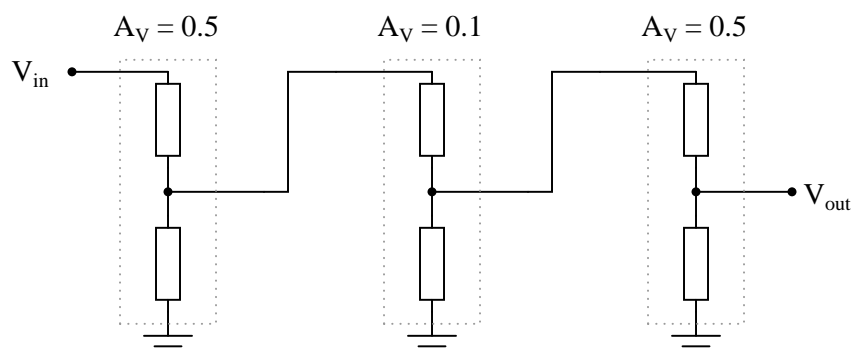 A_V = 0.5 A_V = 0.1 A_V = 0.5
V_in
V_out